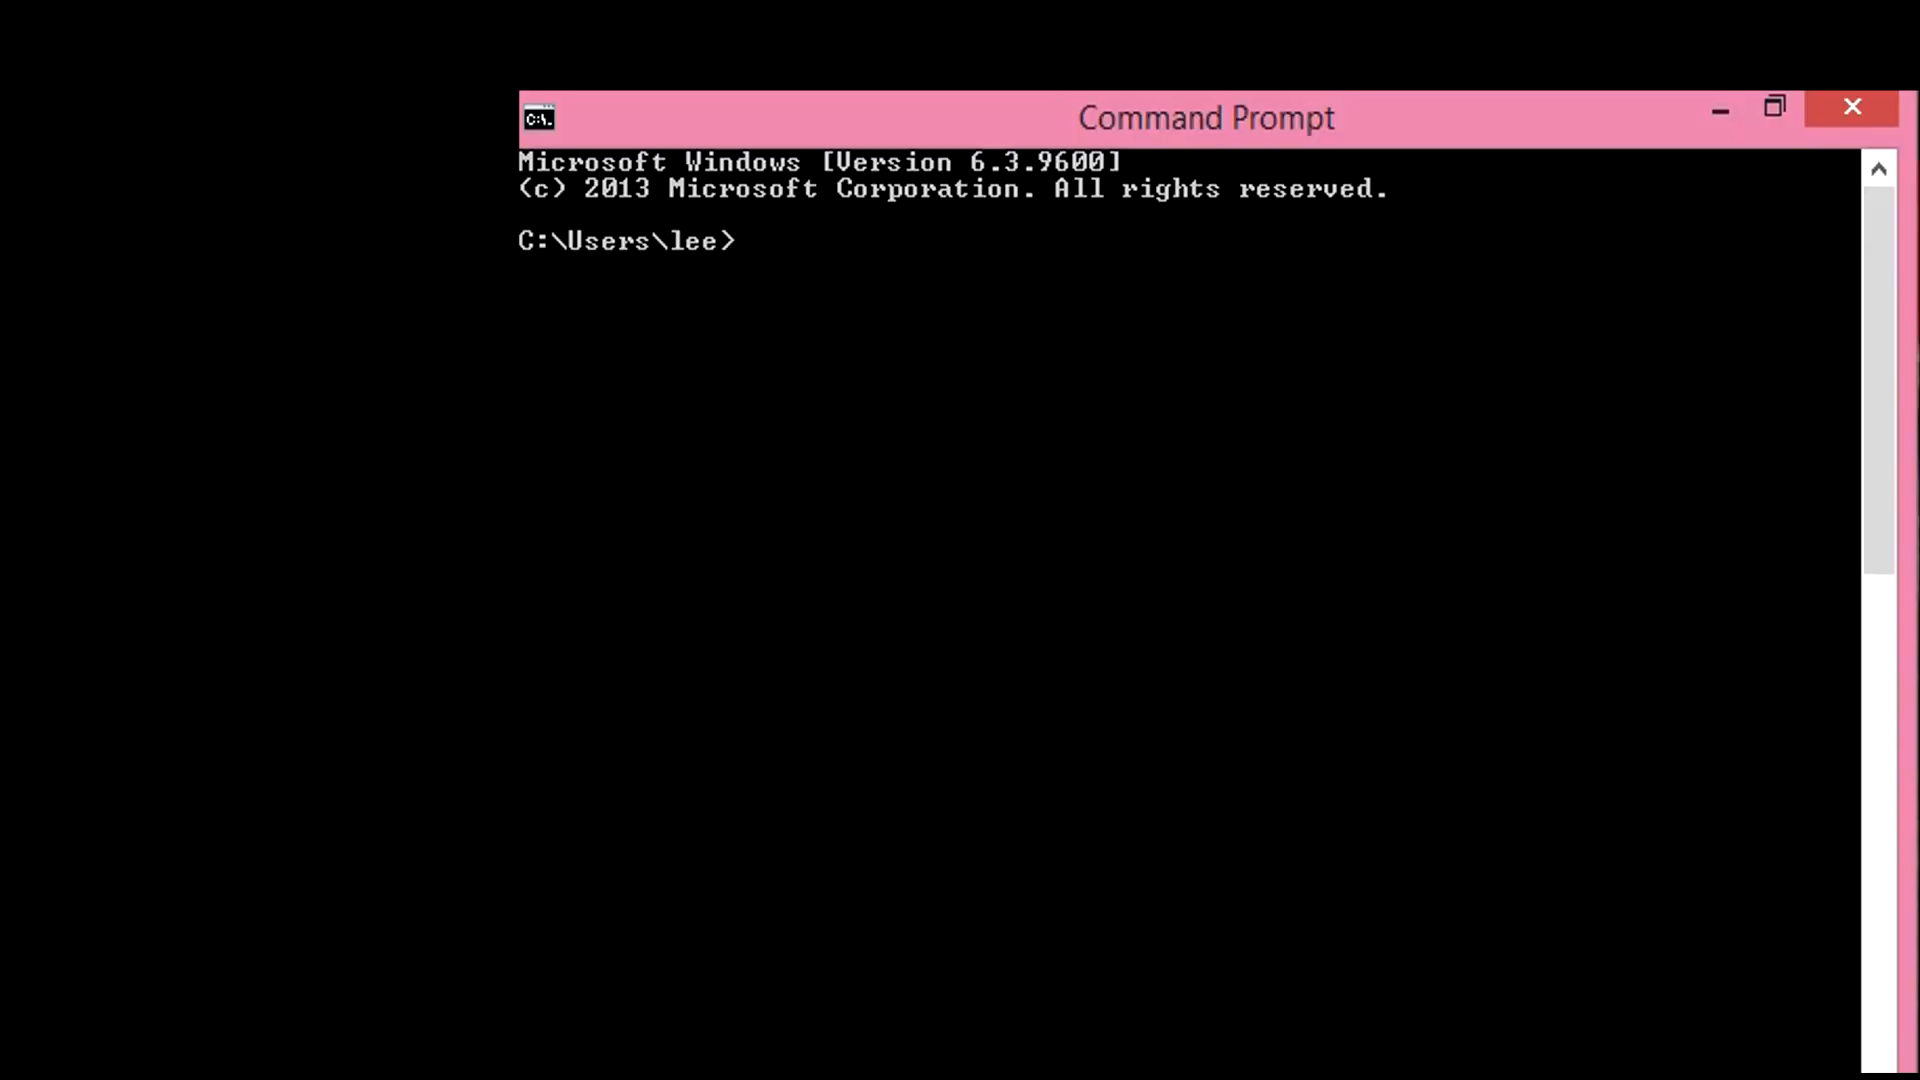 Command Prompt
Microsoft Windows [Version 6.3.9600]
(c) 2013 Microsoft Corporation. All rights reserved.
C:\Users\lee>